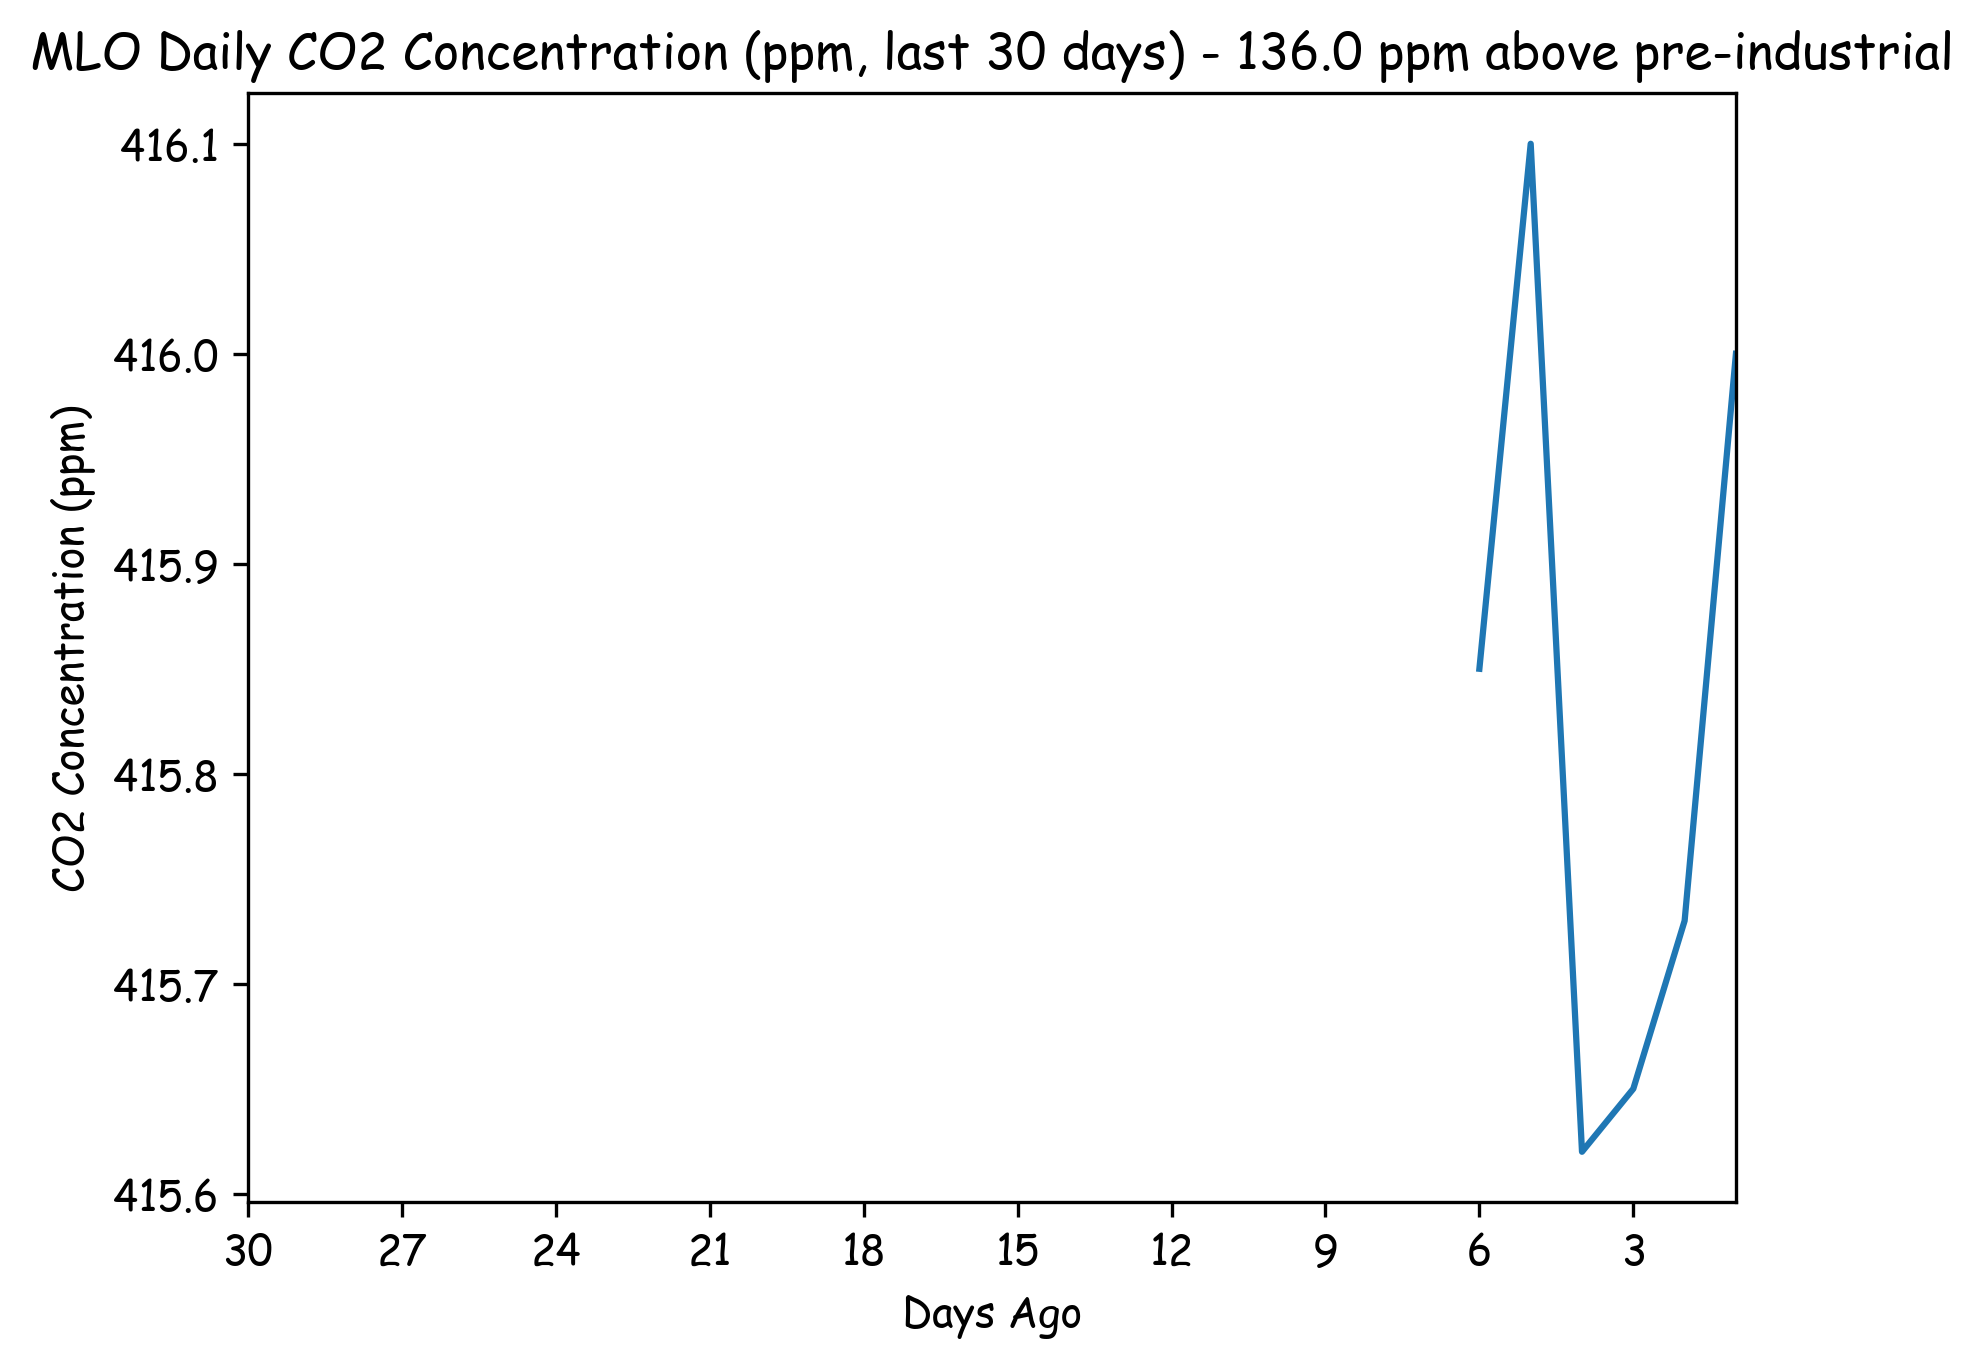 MLO Daily CO2 Concentration (ppm, last 30 days) - 136.0 ppm above pre-industrial
416.1
416.0
415.9
415.8
415.7
415.6
CO2 Concentration (ppm)
30 27 24 21 18 15 12 9 6 3
Days Ago